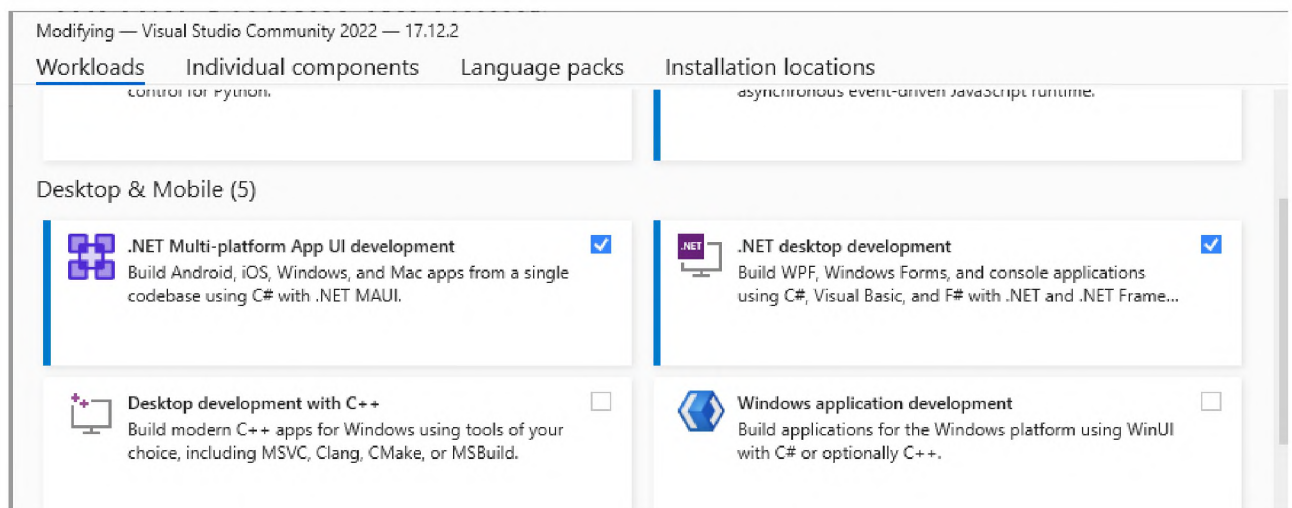 Modifying — Visual Studio Community 2022 — 17.12.2
Workloads Individual components Language packs Installation locations
control for Python.
asynchronous event-driven JavaScript runtime.
Desktop & Mobile (5)
.NET Multi-platform App UI development
Build Android, iOS, Windows, and Mac apps from a single
codebase using C# with .NET MAUI.
.NET
.NET desktop development
Build WPF, Windows Forms, and console applications
using C#, Visual Basic, and F# with .NET and .NET Frame...
Desktop development with C++
Build modern C++ apps for Windows using tools of your
choice, including MSVC, Clang, CMake, or MSBuild.
Windows application development
Build applications for the Windows platform using WinUI
with C# or optionally C++.